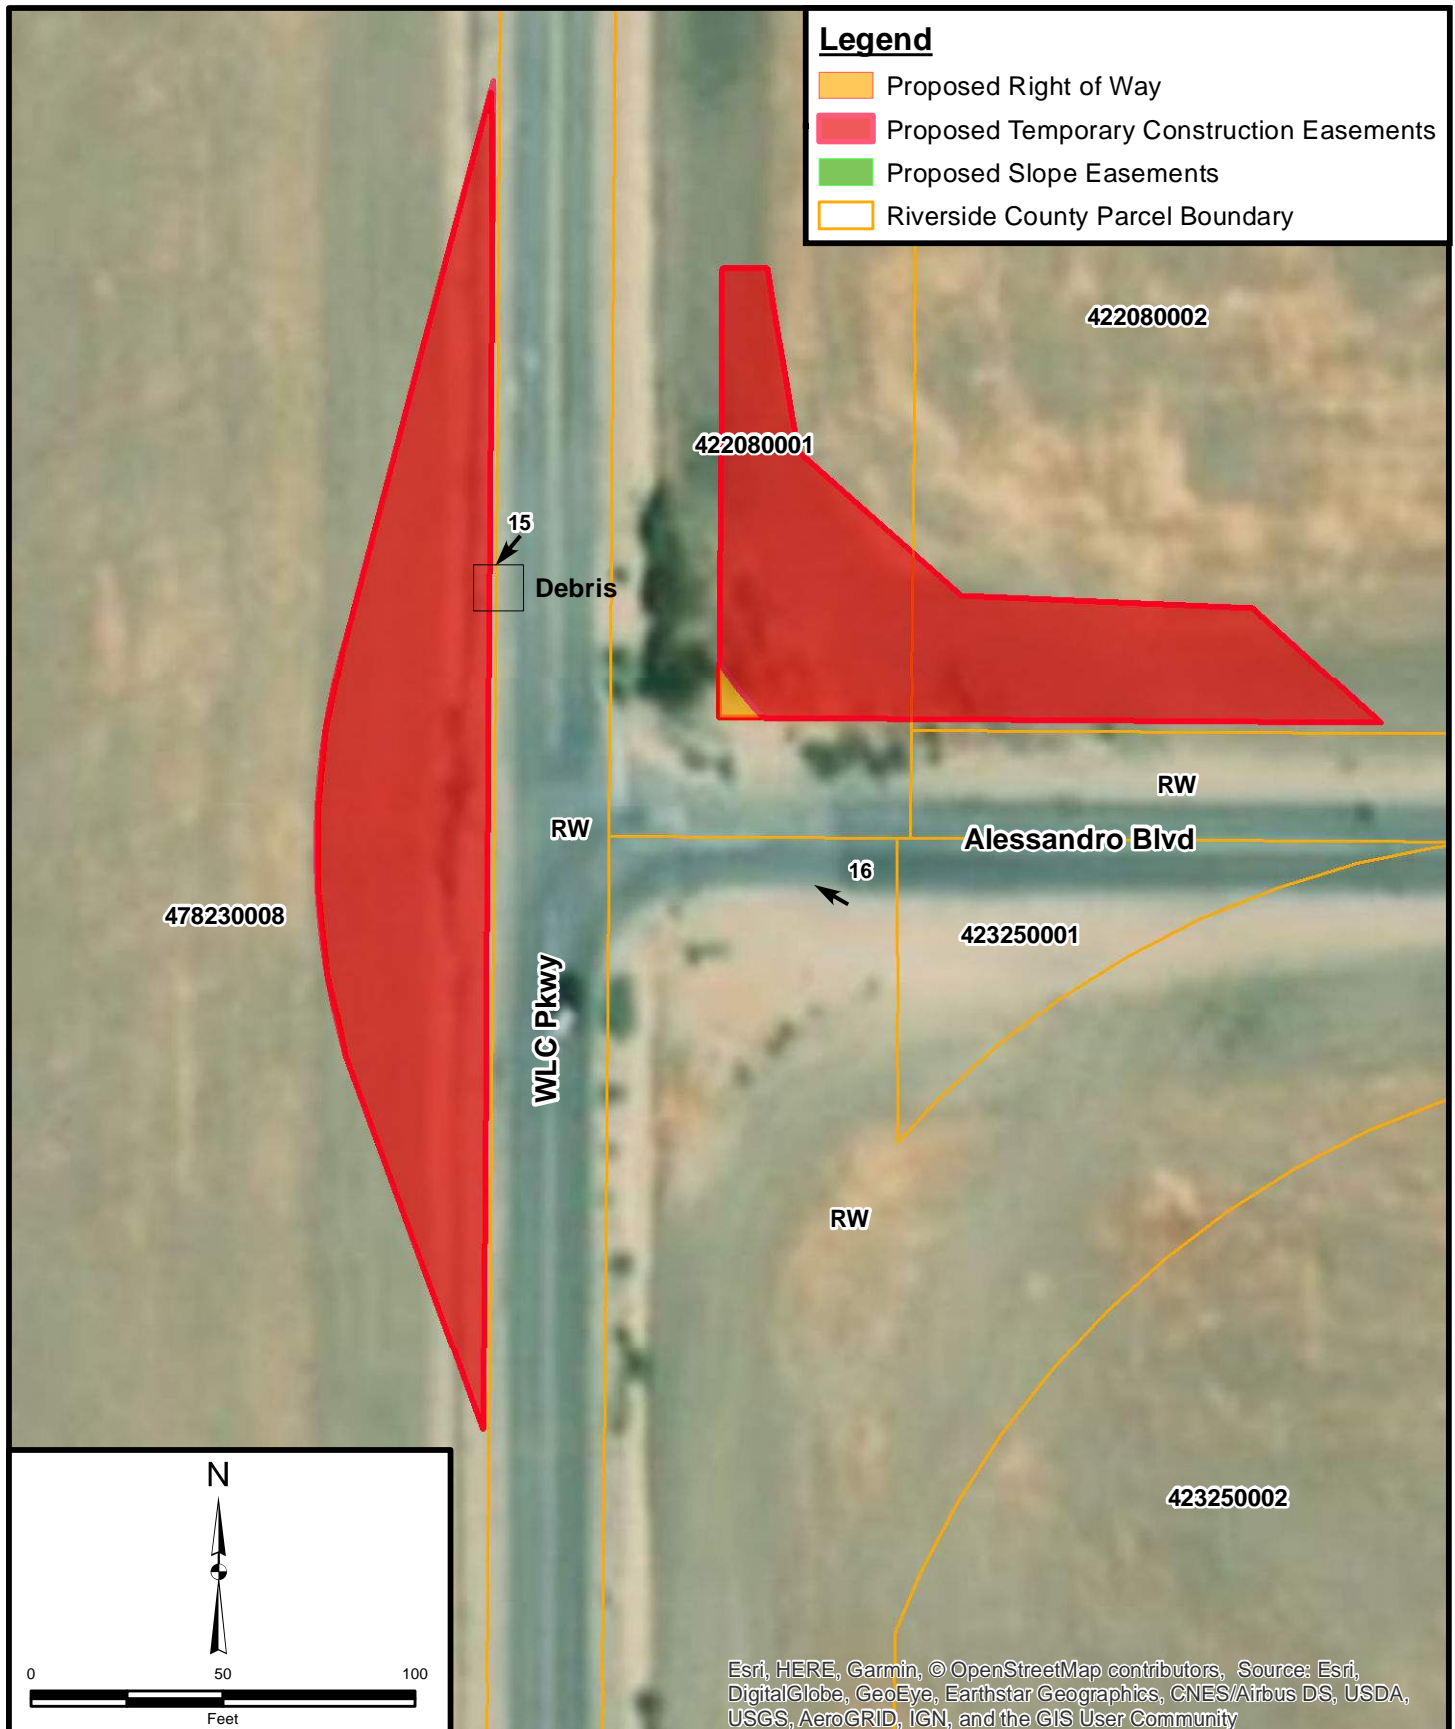 Legend
Proposed Right of Way
Proposed Temporary Construction Easements
Proposed Slope Easements
Riverside County Parcel Boundary
422080002
422080001
15
Debris
RW
RW
Alessandro Blvd
16
478230008
423250001
WLC Pkwy
RW
423250002
N
0 50 100
Feet
Esri, HERE, Garmin, © OpenStreetMap contributors, Source: Esri,
DigitalGlobe, GeoEye, Earthstar Geographics, CNES/Airbus DS, USDA,
USGS, AeroGRID, IGN, and the GIS User Community